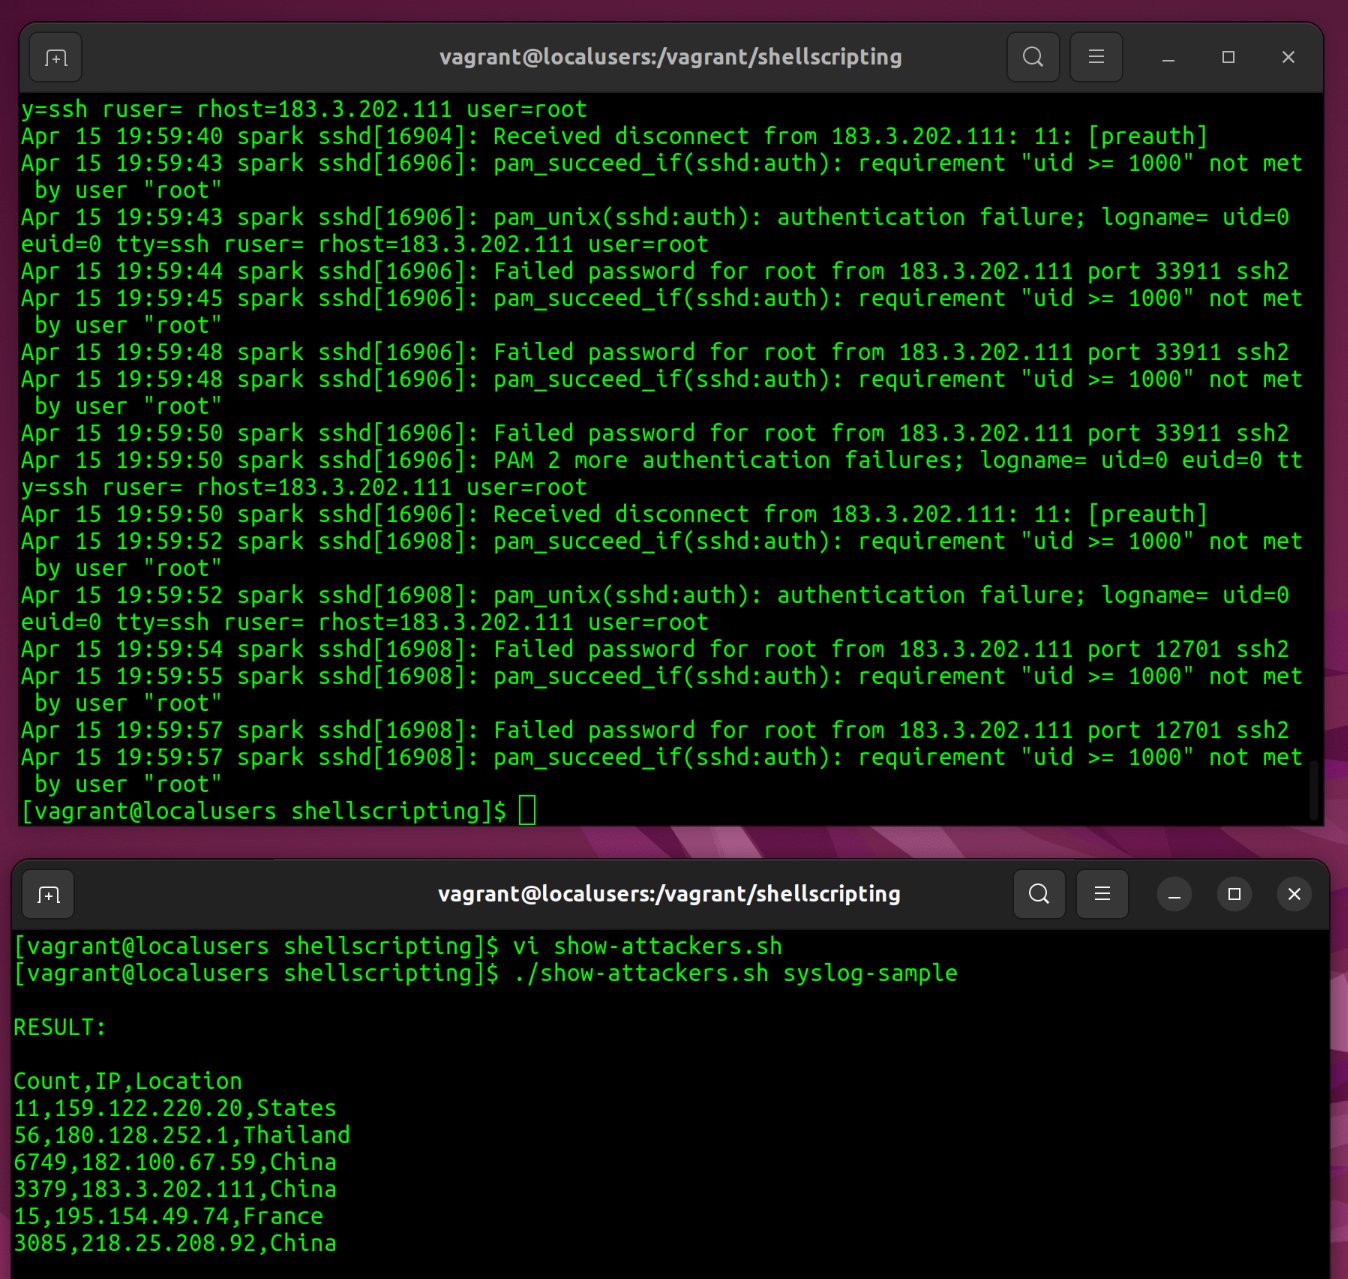 vagrant@localusers:/vagrant/shellscripting
y=ssh ruser= rhost=183.3.202.111 user=root
Apr 15 19:59:40 spark sshd[16904]: Received disconnect from 183.3.202.111: 11: [preauth]
Apr 15 19:59:43 spark sshd[16906]: pam_succeed_if(sshd:auth): requirement "uid >= 1000" not met
by user "root"
Apr 15 19:59:43 spark sshd[16906]: pam_unix(sshd:auth): authentication failure; logname= uid=0
euid=0 tty=ssh ruser= rhost=183.3.202.111 user=root
Apr 15 19:59:44 spark sshd[16906]: Failed password for root from 183.3.202.111 port 33911 ssh2
Apr 15 19:59:45 spark sshd[16906]: pam_succeed_if(sshd:auth): requirement "uid >= 1000" not met
by user "root"
Apr 15 19:59:48 spark sshd[16906]: Failed password for root from 183.3.202.111 port 33911 ssh2
Apr 15 19:59:48 spark sshd[16906]: pam_succeed_if(sshd:auth): requirement "uid >= 1000" not met
by user "root"
Apr 15 19:59:50 spark sshd[16906]: Failed password for root from 183.3.202.111 port 33911 ssh2
Apr 15 19:59:50 spark sshd[16906]: PAM 2 more authentication failures; logname= uid=0 euid=0 tt
y=ssh ruser= rhost=183.3.202.111 user=root
Apr 15 19:59:50 spark sshd[16906]: Received disconnect from 183.3.202.111: 11: [preauth]
Apr 15 19:59:52 spark sshd[16908]: pam_succeed_if(sshd:auth): requirement "uid >= 1000" not met
by user "root"
Apr 15 19:59:52 spark sshd[16908]: pam_unix(sshd:auth): authentication failure; logname= uid=0
euid=0 tty=ssh ruser= rhost=183.3.202.111 user=root
Apr 15 19:59:54 spark sshd[16908]: Failed password for root from 183.3.202.111 port 12701 ssh2
Apr 15 19:59:55 spark sshd[16908]: pam_succeed_if(sshd:auth): requirement "uid >= 1000" not met
by user "root"
Apr 15 19:59:57 spark sshd[16908]: Failed password for root from 183.3.202.111 port 12701 ssh2
Apr 15 19:59:57 spark sshd[16908]: pam_succeed_if(sshd:auth): requirement "uid >= 1000" not met
by user "root"
[vagrant@localusers shellscripting]$
vagrant@localusers:/vagrant/shellscripting
[vagrant@localusers shellscripting]$ vi show-attackers.sh
[vagrant@localusers shellscripting]$ ./show-attackers.sh syslog-sample
RESULT:
Count,IP,Location
11,159.122.220.20,States
56,180.128.252.1,Thailand
6749,182.100.67.59,China
3379,183.3.202.111,China
15,195.154.49.74,France
3085,218.25.208.92,China